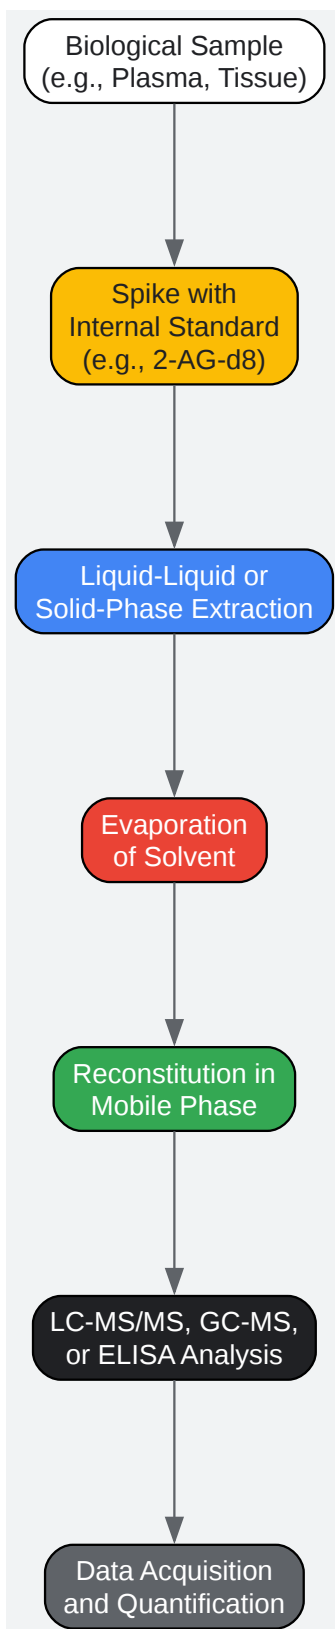 Biological Sample
(e.g., Plasma, Tissue)
Spike with
Internal Standard
(e.g., 2-AG-d8)
Liquid-Liquid or
Solid-Phase Extraction
Evaporation
of Solvent
Reconstitution in
Mobile Phase
LC-MS/MS, GC-MS,
or ELISA Analysis
Data Acquisition
and Quantification